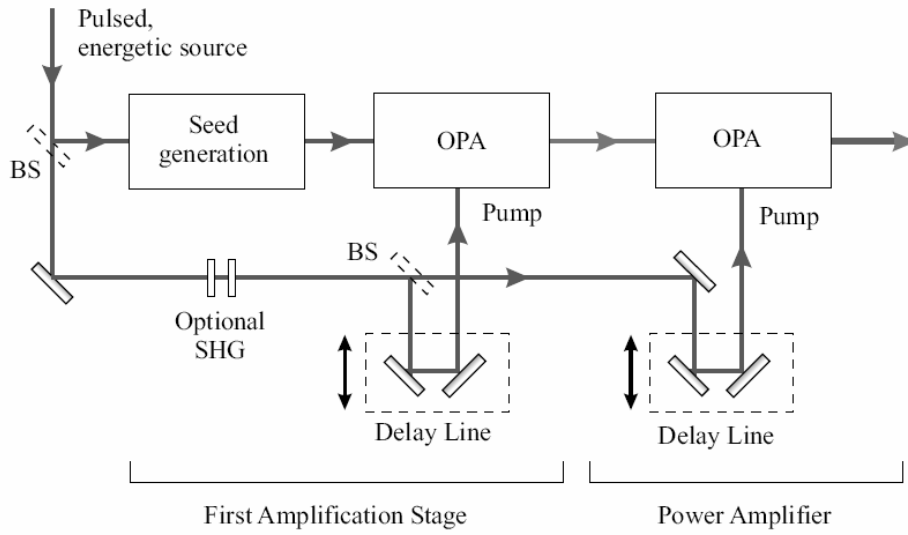 Pulsed,
energetic source
Seed
generation
OPA
OPA
BS
Pump
Pump
BS
Optional
SHG
Delay Line
Delay Line
First Amplification Stage
Power Amplifier